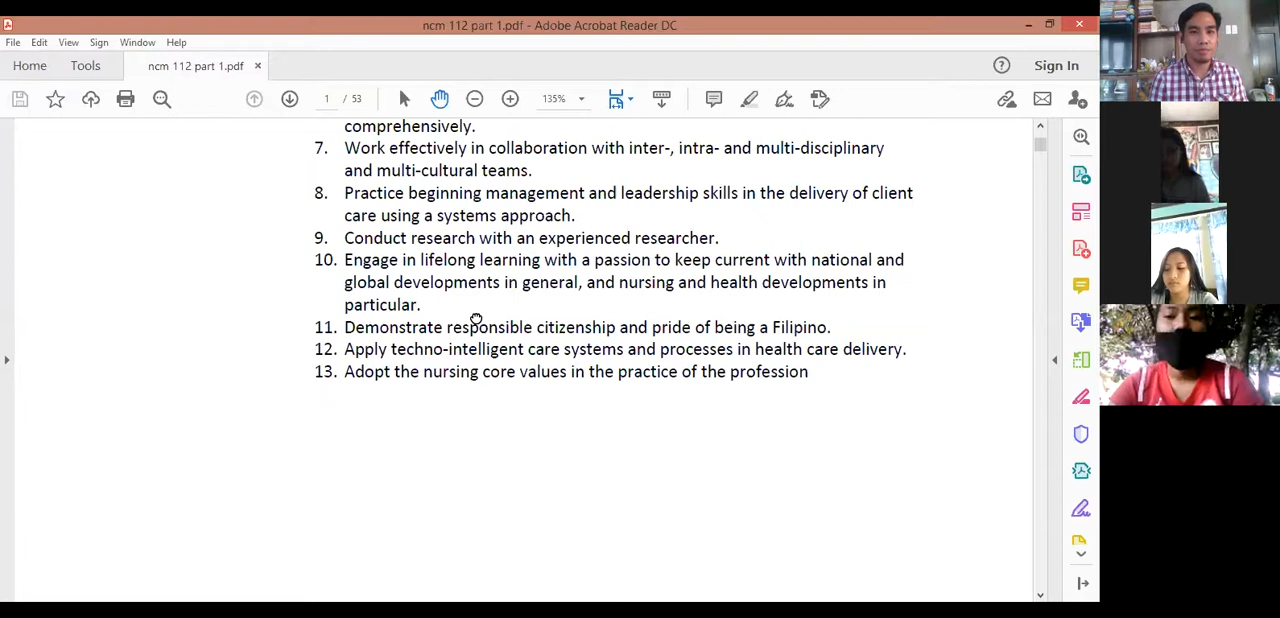 ncm 112 part 1.pdf - Adobe Acrobat Reader DC
File Edit View Sign Window Help
Home Tools ncm 112 part 1.pdf × Sign In
1 / 53 135%
comprehensively.
7. Work effectively in collaboration with inter-, intra- and multi-disciplinary
and multi-cultural teams.
8. Practice beginning management and leadership skills in the delivery of client
care using a systems approach.
9. Conduct research with an experienced researcher.
10. Engage in lifelong learning with a passion to keep current with national and
global developments in general, and nursing and health developments in
particular.
11. Demonstrate responsible citizenship and pride of being a Filipino.
12. Apply techno-intelligent care systems and processes in health care delivery.
13. Adopt the nursing core values in the practice of the profession